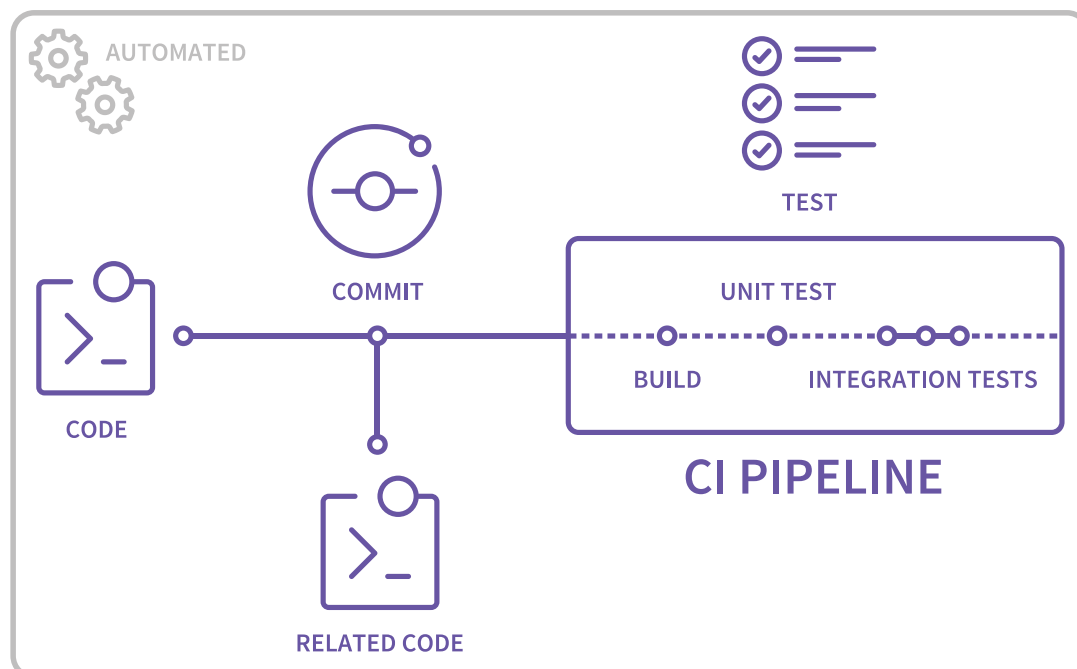 AUTOMATED
TEST
COMMIT
UNIT TEST
BUILD
INTEGRATION TESTS
CODE
CI PIPELINE
RELATED CODE